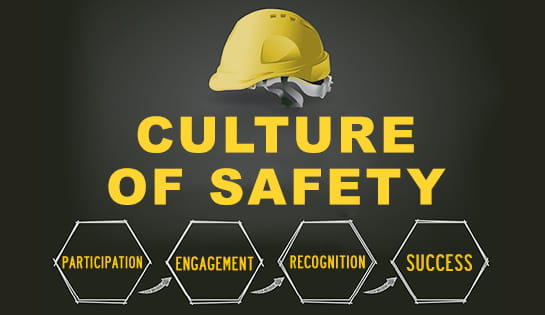 CULTURE
OF SAFETY
PARTICIPATION
ENGAGEMENT
RECOGNITION
SUCCESS